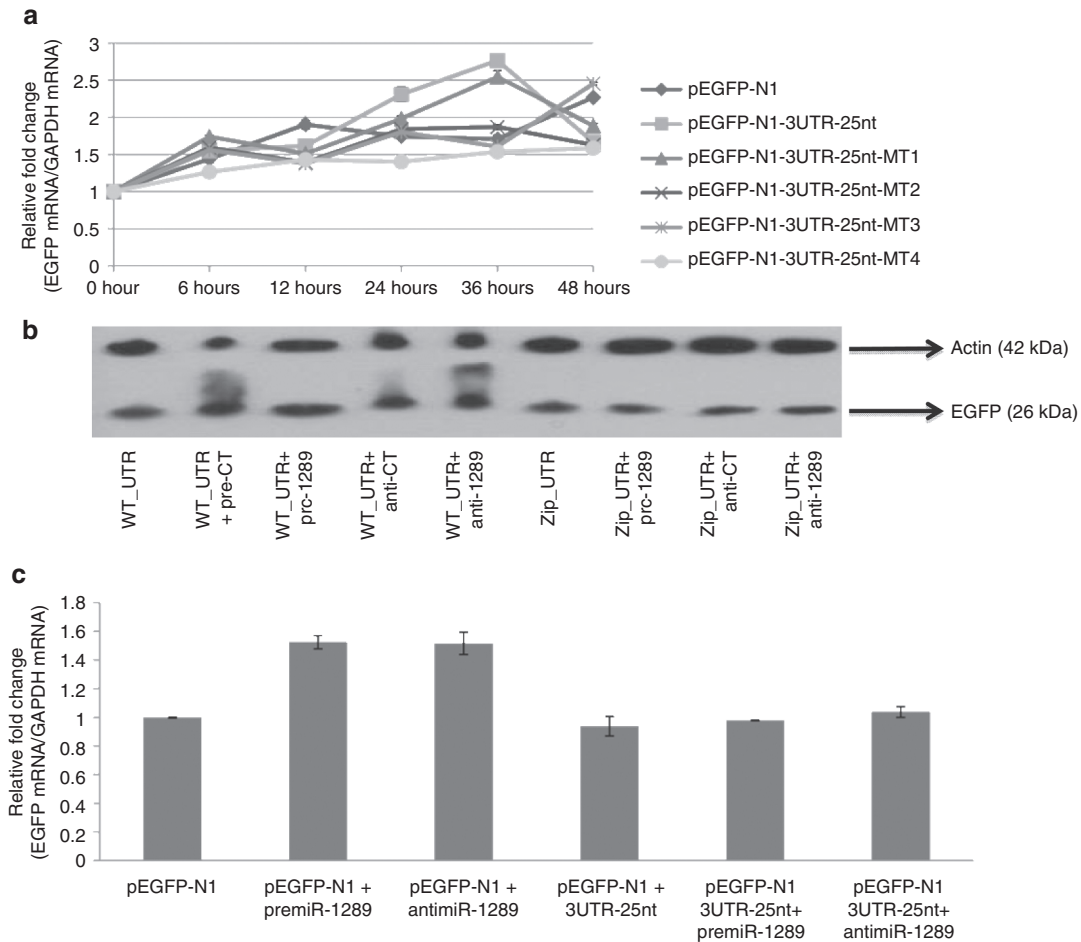 a
Relative fold change
(EGFP mRNA/GAPDH mRNA)
3
2.5
2
1.5
1
0.5
0
0 hour
6 hours
12 hours
24 hours
36 hours
48 hours
pEGFP-N1
pEGFP-N1-3UTR-25nt
pEGFP-N1-3UTR-25nt-MT1
pEGFP-N1-3UTR-25nt-MT2
pEGFP-N1-3UTR-25nt-MT3
pEGFP-N1-3UTR-25nt-MT4
b
Actin (42 kDa)
EGFP (26 kDa)
WT_UTR
WT_UTR
+ pre-CT
WT_UTR+
prc-1289
WT_UTR+
anti-CT
WT_UTR+
anti-1289
Zip_UTR
Zip_UTR+
prc-1289
Zip_UTR+
anti-CT
Zip_UTR+
anti-1289
c
Relative fold change
(EGFP mRNA/GAPDH mRNA)
1.8
1.6
1.4
1.2
1
0.8
0.6
0.4
0.2
0
pEGFP-N1
pEGFP-N1 +
premiR-1289
pEGFP-N1 +
antimiR-1289
pEGFP-N1 +
3UTR-25nt
pEGFP-N1
3UTR-25nt+
premiR-1289
pEGFP-N1
3UTR-25nt+
antimiR-1289